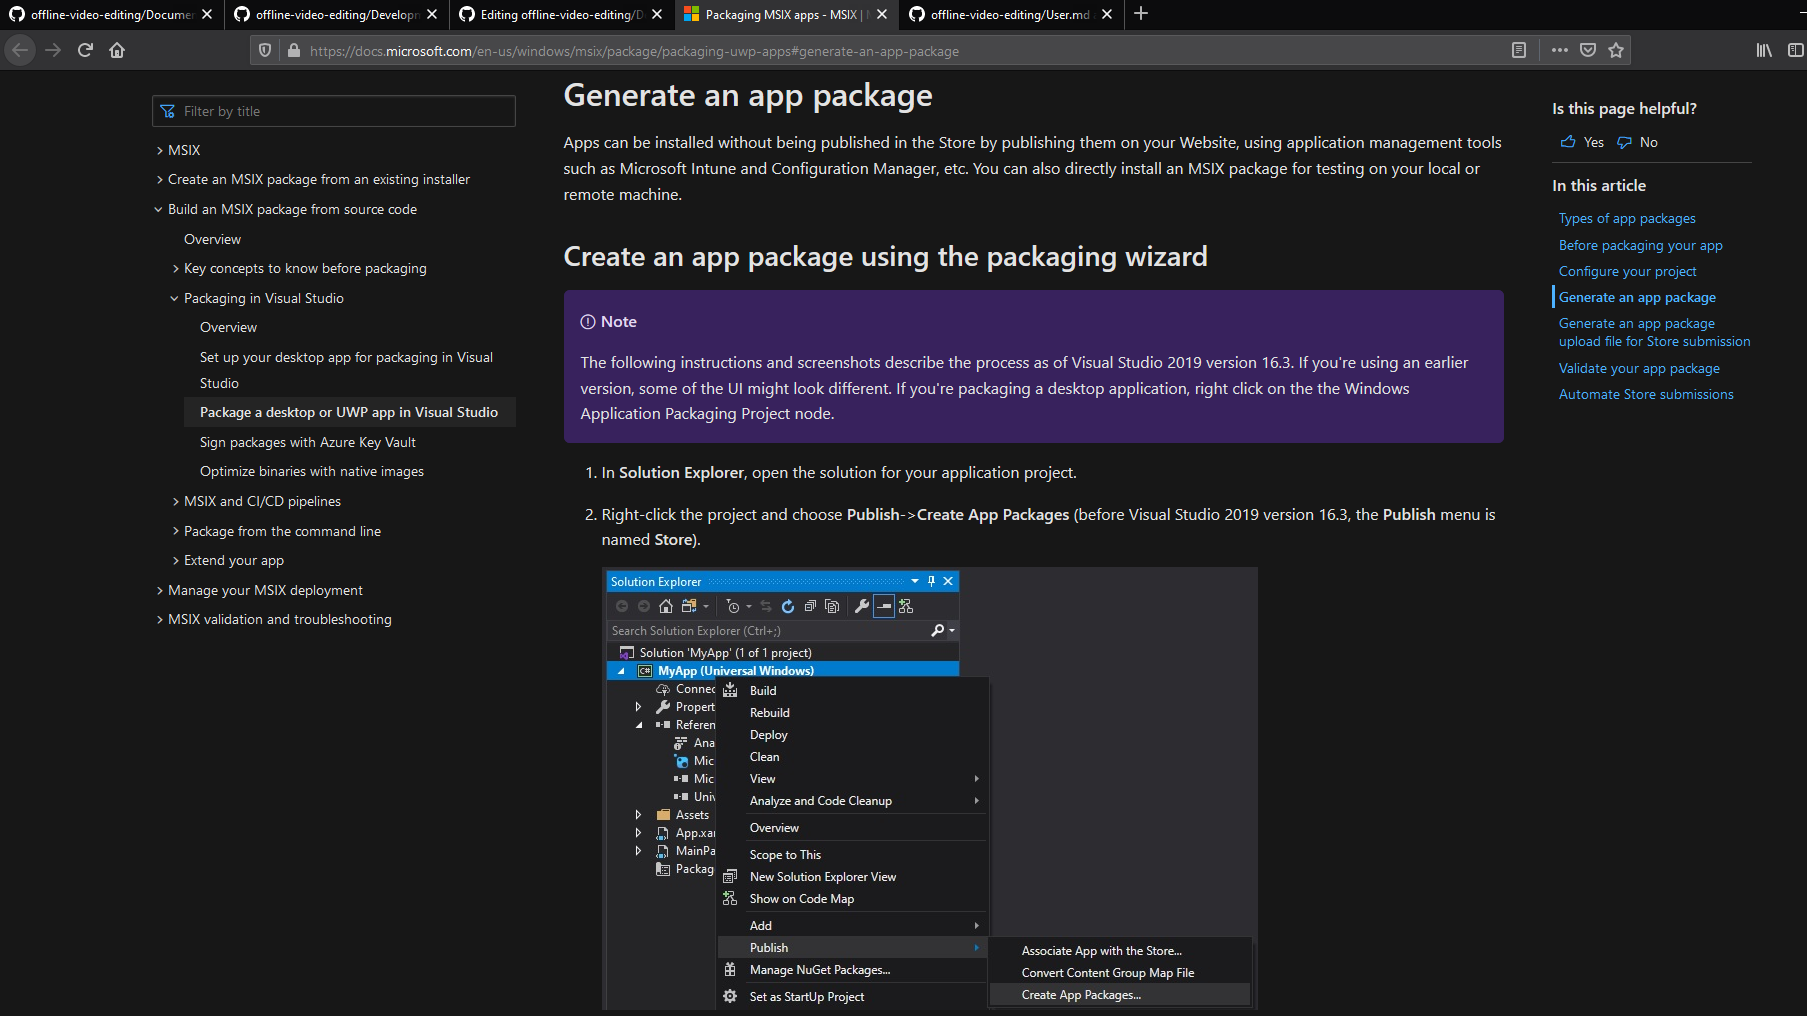 offline-video-editing/Documer
offline-video-editing/Developm
Editing offline-video-editing/D
Packaging MSIX apps - MSIX |
offline-video-editing/User.md
https://docs.microsoft.com/en-us/windows/msix/package/packaging-uwp-apps#generate-an-app-package
Filter by title
MSIX
Create an MSIX package from an existing installer
Build an MSIX package from source code
Overview
Key concepts to know before packaging
Packaging in Visual Studio
Overview
Set up your desktop app for packaging in Visual
Studio
Package a desktop or UWP app in Visual Studio
Sign packages with Azure Key Vault
Optimize binaries with native images
MSIX and CI/CD pipelines
Package from the command line
Extend your app
Manage your MSIX deployment
MSIX validation and troubleshooting
Generate an app package
Apps can be installed without being published in the Store by publishing them on your Website, using application management tools
such as Microsoft Intune and Configuration Manager, etc. You can also directly install an MSIX package for testing on your local or
remote machine.
Create an app package using the packaging wizard
Note
The following instructions and screenshots describe the process as of Visual Studio 2019 version 16.3. If you're using an earlier
version, some of the UI might look different. If you're packaging a desktop application, right click on the the Windows
Application Packaging Project node.
1. In Solution Explorer, open the solution for your application project.
2. Right-click the project and choose Publish->Create App Packages (before Visual Studio 2019 version 16.3, the Publish menu is
named Store).
Solution Explorer
Search Solution Explorer (Ctrl+;)
Solution 'MyApp' (1 of 1 project)
C# MyApp (Universal Windows)
Connec
Propert
Referen
Ana
Mic
Mic
Univ
Assets
App.xar
MainPa
Packag
Build
Rebuild
Deploy
Clean
View
Analyze and Code Cleanup
Overview
Scope to This
New Solution Explorer View
Show on Code Map
Add
Publish
Manage NuGet Packages...
Set as StartUp Project
Associate App with the Store...
Convert Content Group Map File
Create App Packages...
Is this page helpful?
Yes No
In this article
Types of app packages
Before packaging your app
Configure your project
Generate an app package
Generate an app package
upload file for Store submission
Validate your app package
Automate Store submissions